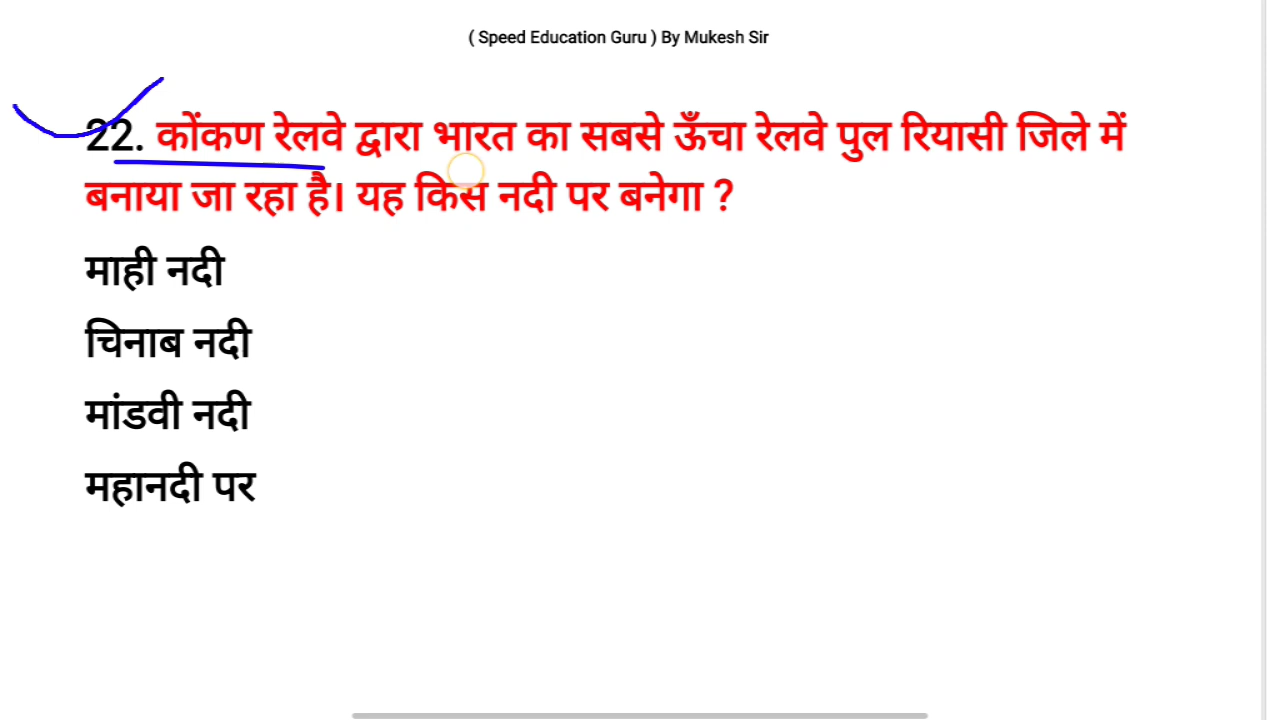 ( Speed Education Guru ) By Mukesh Sir
22. कोंकण रेलवे द्वारा भारत का सबसे ऊँचा रेलवे पुल रियासी जिले में
बनाया जा रहा है। यह किस नदी पर बनेगा ?
माही नदी
चिनाब नदी
मांडवी नदी
महानदी पर